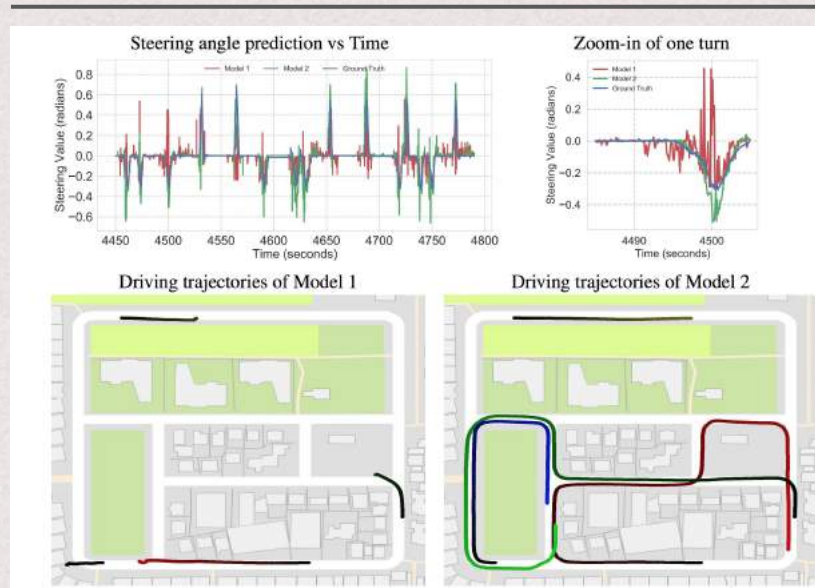 Steering angle prediction vs Time
Model 1 Model 2 Ground Truth
Steering Value (radians)
0.8
0.6
0.4
0.2
0.0
−0.2
−0.4
−0.6
4450 4500 4550 4600 4650 4700 4750 4800
Time (seconds)
Zoom-in of one turn
Model 1
Model 2
Ground Truth
Steering Value (radians)
0.4
0.2
0.0
−0.2
−0.4
4490 4500
Time (seconds)
Driving trajectories of Model 1
Driving trajectories of Model 2